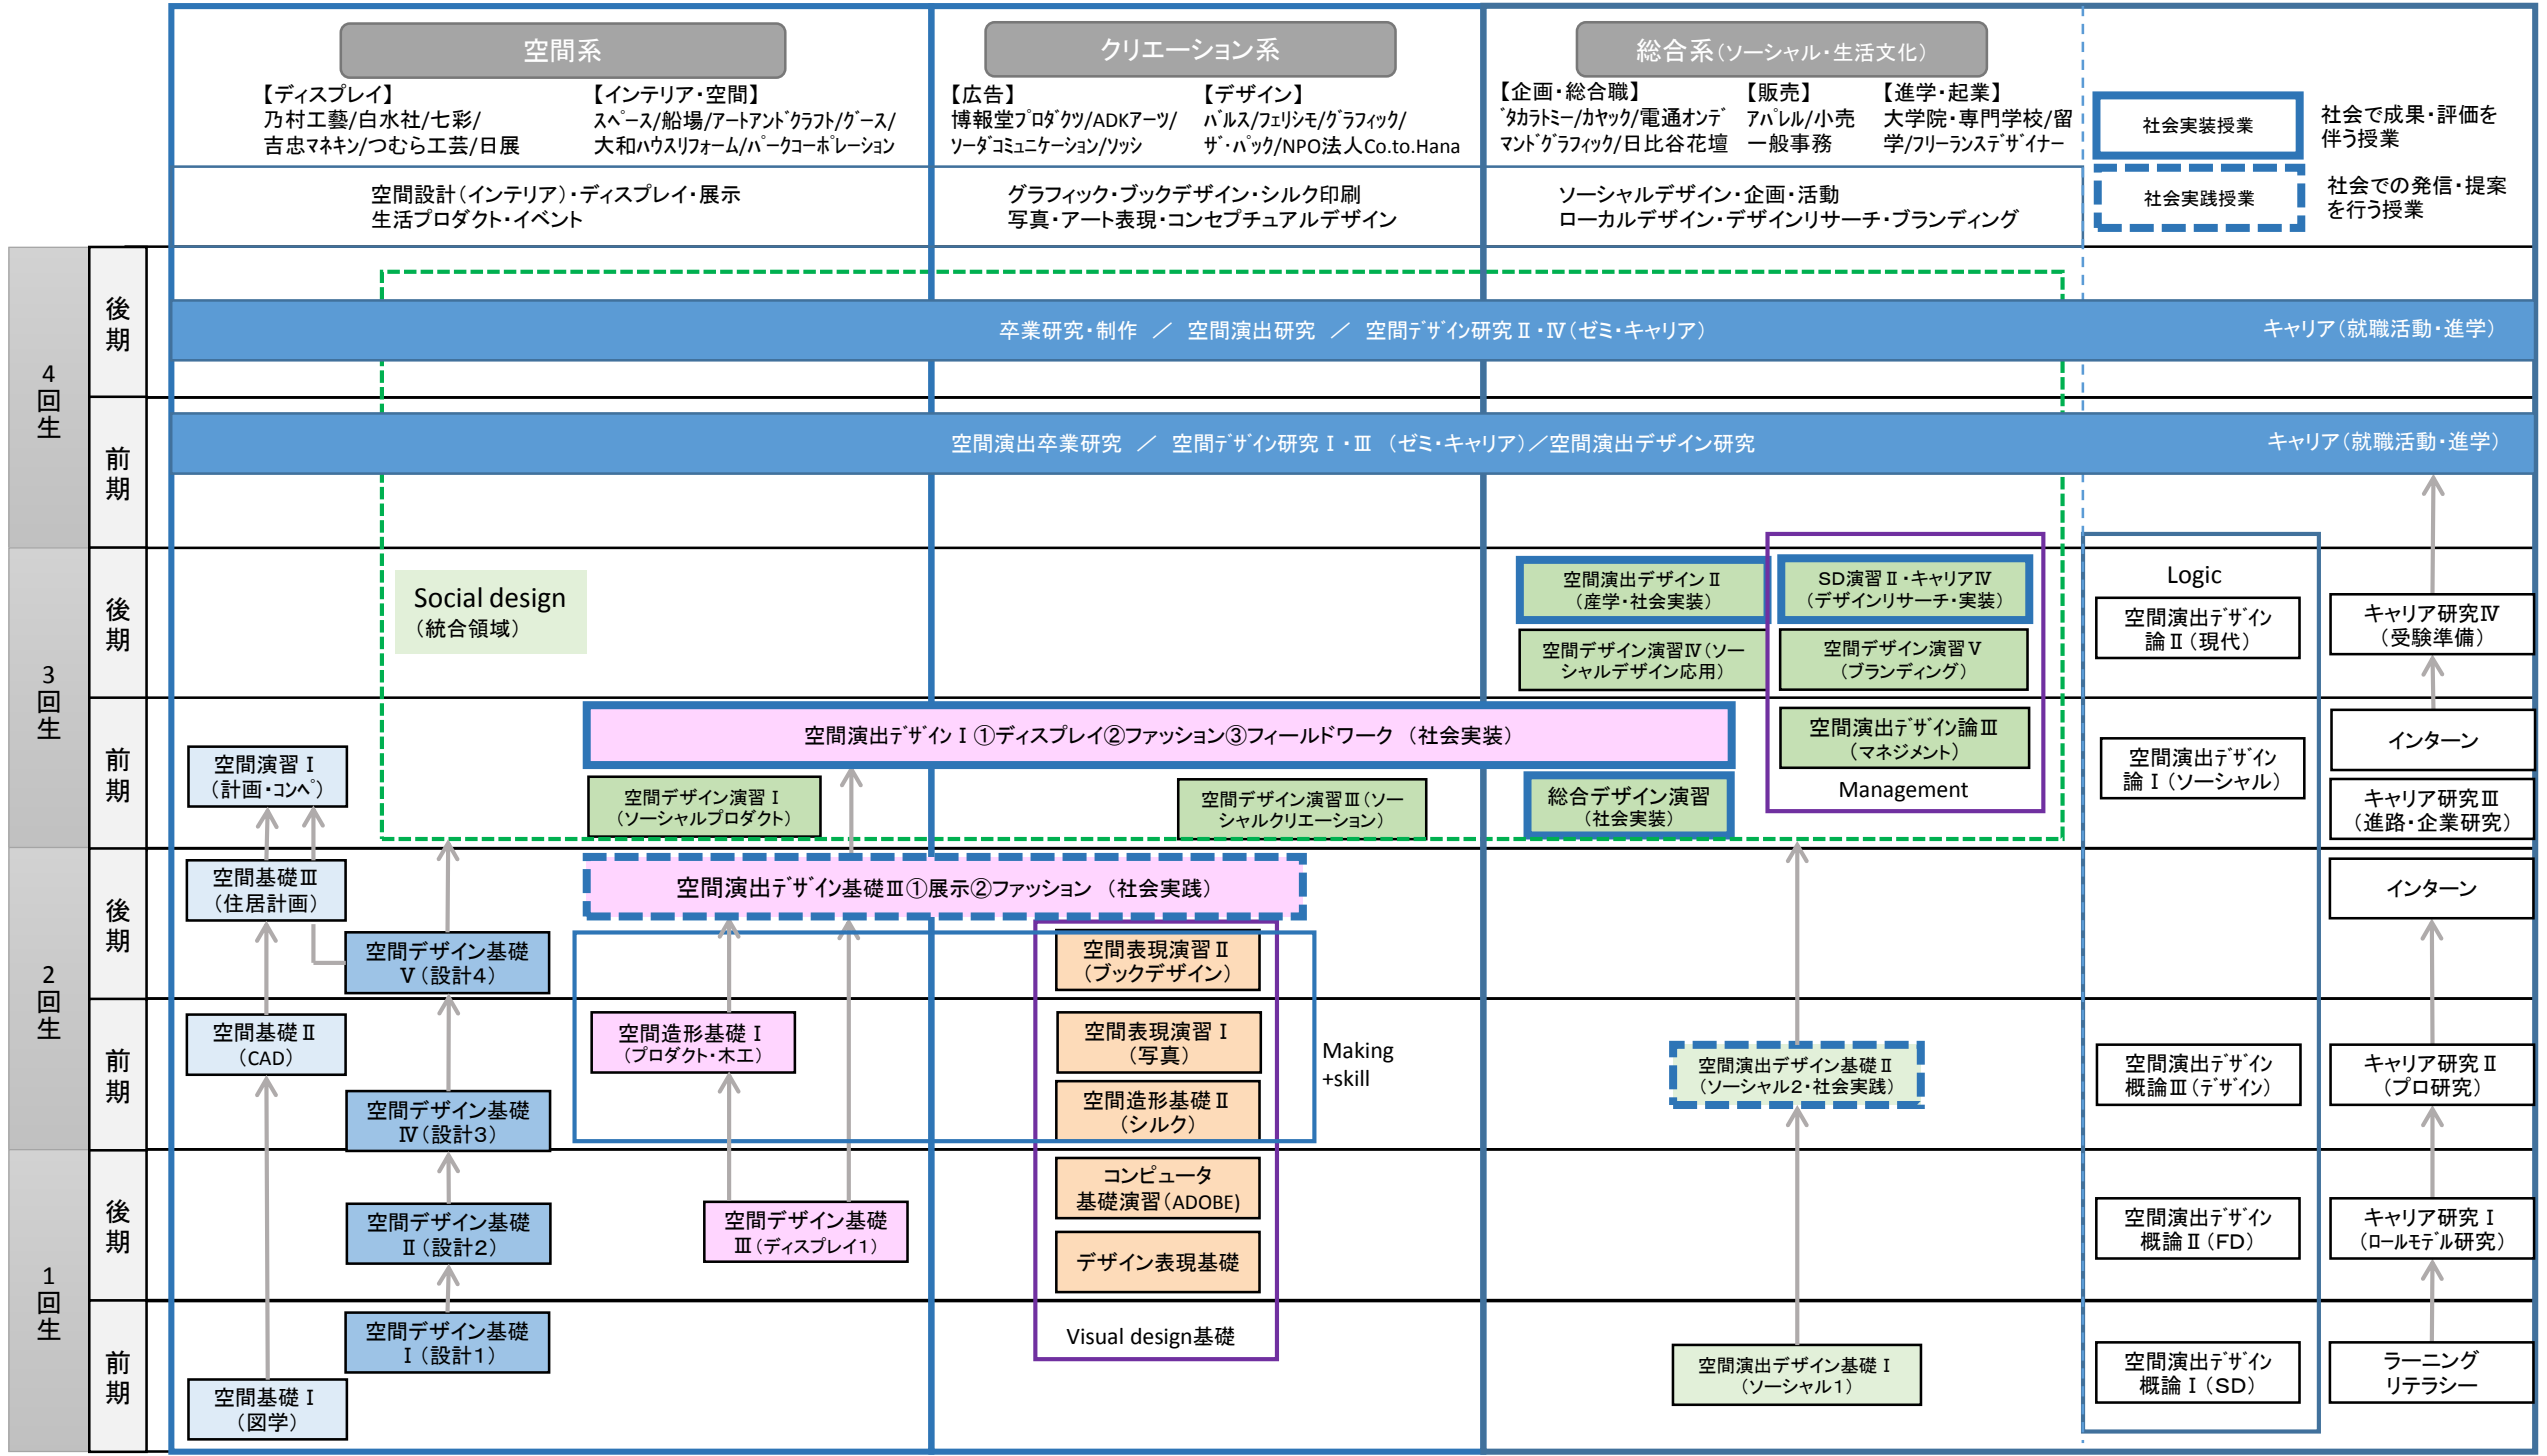 空間系
クリエーション系
総合系(ソーシャル・生活文化)
【ディスプレイ】
乃村工藝/白水社/七彩/
吉忠マネキン/つむら工芸/日展
【インテリア・空間】
スペース/船場/アートアンドクラフト/グース/
大和ハウスリフォーム/パークコーポレーション
【広告】
博報堂プロダクツ/ADKアーツ/
ソーダコミュニケーション/ソッシ
【デザイン】
バルス/フェリシモ/グラフィック/
ザ・パック/NPO法人Co.to.Hana
【企画・総合職】
゙タカラトミー/カヤック/電通オンデ
マンドグラフィック/日比谷花壇
【販売】
アパレル/小売
一般事務
【進学・起業】
大学院・専門学校/留
学/フリーランスデザイナー
社会実装授業
社会で成果・評価を
伴う授業
社会実践授業
社会での発信・提案
を行う授業
空間設計(インテリア)・ディスプレイ・展示
生活プロダクト・イベント
グラフィック・ブックデザイン・シルク印刷
写真・アート表現・コンセプチュアルデザイン
ソーシャルデザイン・企画・活動
ローカルデザイン・デザインリサーチ・ブランディング
4回生
後期
卒業研究・制作 / 空間演出研究 / 空間デザイン研究Ⅱ・Ⅳ(ゼミ・キャリア)
キャリア(就職活動・進学)
前期
空間演出卒業研究 / 空間デザイン研究Ⅰ・Ⅲ (ゼミ・キャリア)/空間演出デザイン研究
キャリア(就職活動・進学)
3回生
後期
Social design
(統合領域)
空間演出デザインⅡ
(産学・社会実装)
SD演習Ⅱ・キャリアⅣ
(デザインリサーチ・実装)
空間デザイン演習Ⅳ(ソー
シャルデザイン応用)
空間デザイン演習Ⅴ
(ブランディング)
Logic
空間演出デザイン
論Ⅱ(現代)
キャリア研究Ⅳ
(受験準備)
前期
空間演習Ⅰ
(計画・コンペ)
空間演出デザインⅠ①ディスプレイ②ファッション③フィールドワーク (社会実装)
空間デザイン演習Ⅰ
(ソーシャルプロダクト)
空間デザイン演習Ⅲ(ソー
シャルクリエーション)
総合デザイン演習
(社会実装)
空間演出デザイン論Ⅲ
(マネジメント)
Management
空間演出デザイン
論Ⅰ(ソーシャル)
インターン
キャリア研究Ⅲ
(進路・企業研究)
2回生
後期
空間基礎Ⅲ
(住居計画)
空間デザイン基礎
Ⅴ(設計4)
空間演出デザイン基礎Ⅲ①展示②ファッション (社会実践)
空間表現演習Ⅱ
(ブックデザイン)
インターン
前期
空間基礎Ⅱ
(CAD)
空間デザイン基礎
Ⅳ(設計3)
空間造形基礎Ⅰ
(プロダクト・木工)
空間表現演習Ⅰ
(写真)
空間造形基礎Ⅱ
(シルク)
Making
+skill
空間演出デザイン基礎Ⅱ
(ソーシャル2・社会実践)
空間演出デザイン
概論Ⅲ(デザイン)
キャリア研究Ⅱ
(プロ研究)
1回生
後期
空間デザイン基礎
Ⅱ(設計2)
空間デザイン基礎
Ⅲ(ディスプレイ1)
コンピュータ
基礎演習(ADOBE)
デザイン表現基礎
空間演出デザイン
概論Ⅱ(FD)
キャリア研究Ⅰ
(ロールモデル研究)
前期
空間デザイン基礎
Ⅰ(設計1)
空間基礎Ⅰ
(図学)
Visual design基礎
空間演出デザイン基礎Ⅰ
(ソーシャル1)
空間演出デザイン
概論Ⅰ(SD)
ラーニング
リテラシー